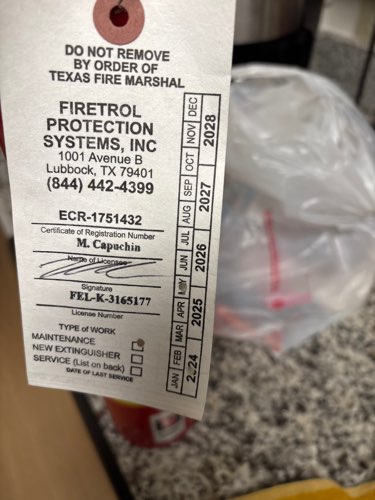 DO NOT REMOVE
BY ORDER OF
TEXAS FIRE MARSHAL
FIRETROL
PROTECTION
SYSTEMS, INC
1001 Avenue B
Lubbock, TX 79401
(844) 442-4399
ECR-1751432
Certificate of Registration Number
M. Capuchin
Name of Licensee
Signature
FEL-K-3165177
License Number
TYPE OF WORK
MAINTENANCE
NEW EXTINGUISHER
SERVICE (List on back)
DATE OF LAST SERVICE
JAN FEB MAR APR MAY JUN JUL AUG SEP OCT NOV DEC
2024 2025 2026 2027 2028